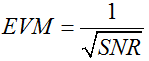 EVM = 1/√SNR